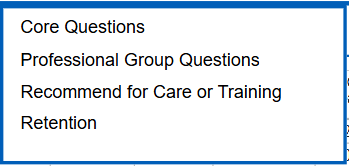 Core Questions
Professional Group Questions
Recommend for Care or Training
Retention